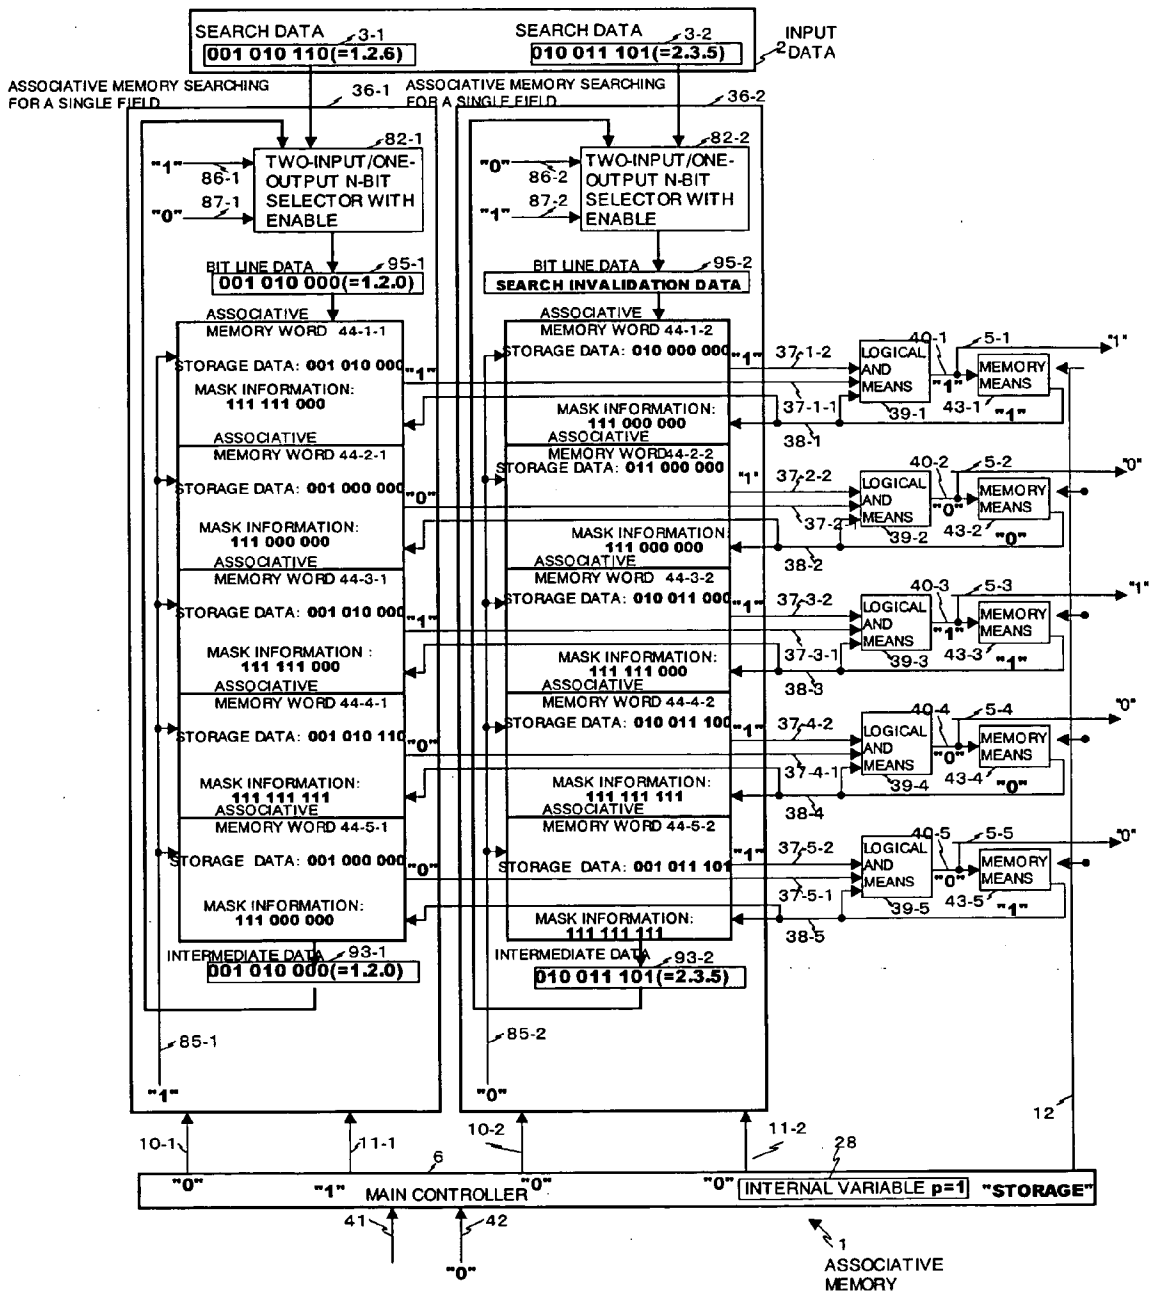 SEARCH DATA 3-1
001 010 110(=1.2.6)
SEARCH DATA 3-2
010 011 101(=2.3.5)
2 INPUT
DATA
ASSOCIATIVE MEMORY SEARCHING
FOR A SINGLE FIELD 36-1
ASSOCIATIVE MEMORY SEARCHING
FOR A SINGLE FIELD 36-2
82-1
"1"
86-1
87-1
"0"
TWO-INPUT/ONE-
OUTPUT N-BIT
SELECTOR WITH
ENABLE
82-2
"0"
86-2
87-2
"1"
TWO-INPUT/ONE-
OUTPUT N-BIT
SELECTOR WITH
ENABLE
BIT LINE DATA 95-1
001 010 000(=1.2.0)
BIT LINE DATA 95-2
SEARCH INVALIDATION DATA
ASSOCIATIVE
MEMORY WORD 44-1-1
STORAGE DATA: 001 010 000
"1"
MASK INFORMATION:
111 111 000
ASSOCIATIVE
MEMORY WORD 44-2-1
STORAGE DATA: 001 000 000
"0"
MASK INFORMATION:
111 000 000
ASSOCIATIVE
MEMORY WORD 44-3-1
STORAGE DATA: 001 010 000
"1"
MASK INFORMATION :
111 111 000
ASSOCIATIVE
MEMORY WORD 44-4-1
STORAGE DATA: 001 010 110
"0"
MASK INFORMATION:
111 111 111
ASSOCIATIVE
MEMORY WORD 44-5-1
STORAGE DATA: 001 000 000
"0"
MASK INFORMATION:
111 000 000
INTERMEDIATE DATA 93-1
001 010 000(=1.2.0)
85-1
"1"
ASSOCIATIVE
MEMORY WORD 44-1-2
STORAGE DATA: 010 000 000
"1"
MASK INFORMATION:
111 000 000
ASSOCIATIVE
MEMORY WORD44-2-2
STORAGE DATA: 011 000 000
"1"
MASK INFORMATION:
111 000 000
ASSOCIATIVE
MEMORY WORD 44-3-2
STORAGE DATA: 010 011 000
"1"
MASK INFORMATION:
111 111 000
ASSOCIATIVE
MEMORY WORD 44-4-2
STORAGE DATA: 010 011 100
"1"
MASK INFORMATION:
111 111 111
ASSOCIATIVE
MEMORY WORD 44-5-2
STORAGE DATA: 001 011 101
"1"
MASK INFORMATION:
111 111 111
INTERMEDIATE DATA 93-2
010 011 101(=2.3.5)
85-2
"0"
37-1-2
37-1-1
38-1
LOGICAL
AND
MEANS
39-1
40-1
"1"
5-1
"1"
MEMORY
MEANS
43-1
"1"
37-2-2
37-2-1
38-2
LOGICAL
AND
MEANS
39-2
40-2
"0"
5-2
"0"
MEMORY
MEANS
43-2
"0"
37-3-2
37-3-1
38-3
LOGICAL
AND
MEANS
39-3
40-3
"1"
5-3
"1"
MEMORY
MEANS
43-3
"1"
37-4-2
37-4-1
38-4
LOGICAL
AND
MEANS
39-4
40-4
"0"
5-4
"0"
MEMORY
MEANS
43-4
"0"
37-5-2
37-5-1
38-5
LOGICAL
AND
MEANS
39-5
40-5
"0"
5-5
"0"
MEMORY
MEANS
43-5
"1"
12
10-1
11-1
6
10-2
11-2
28
"0"
"1"
MAIN CONTROLLER
"0"
"0"
INTERNAL VARIABLE p=1
"STORAGE"
41
42
"0"
1
ASSOCIATIVE
MEMORY